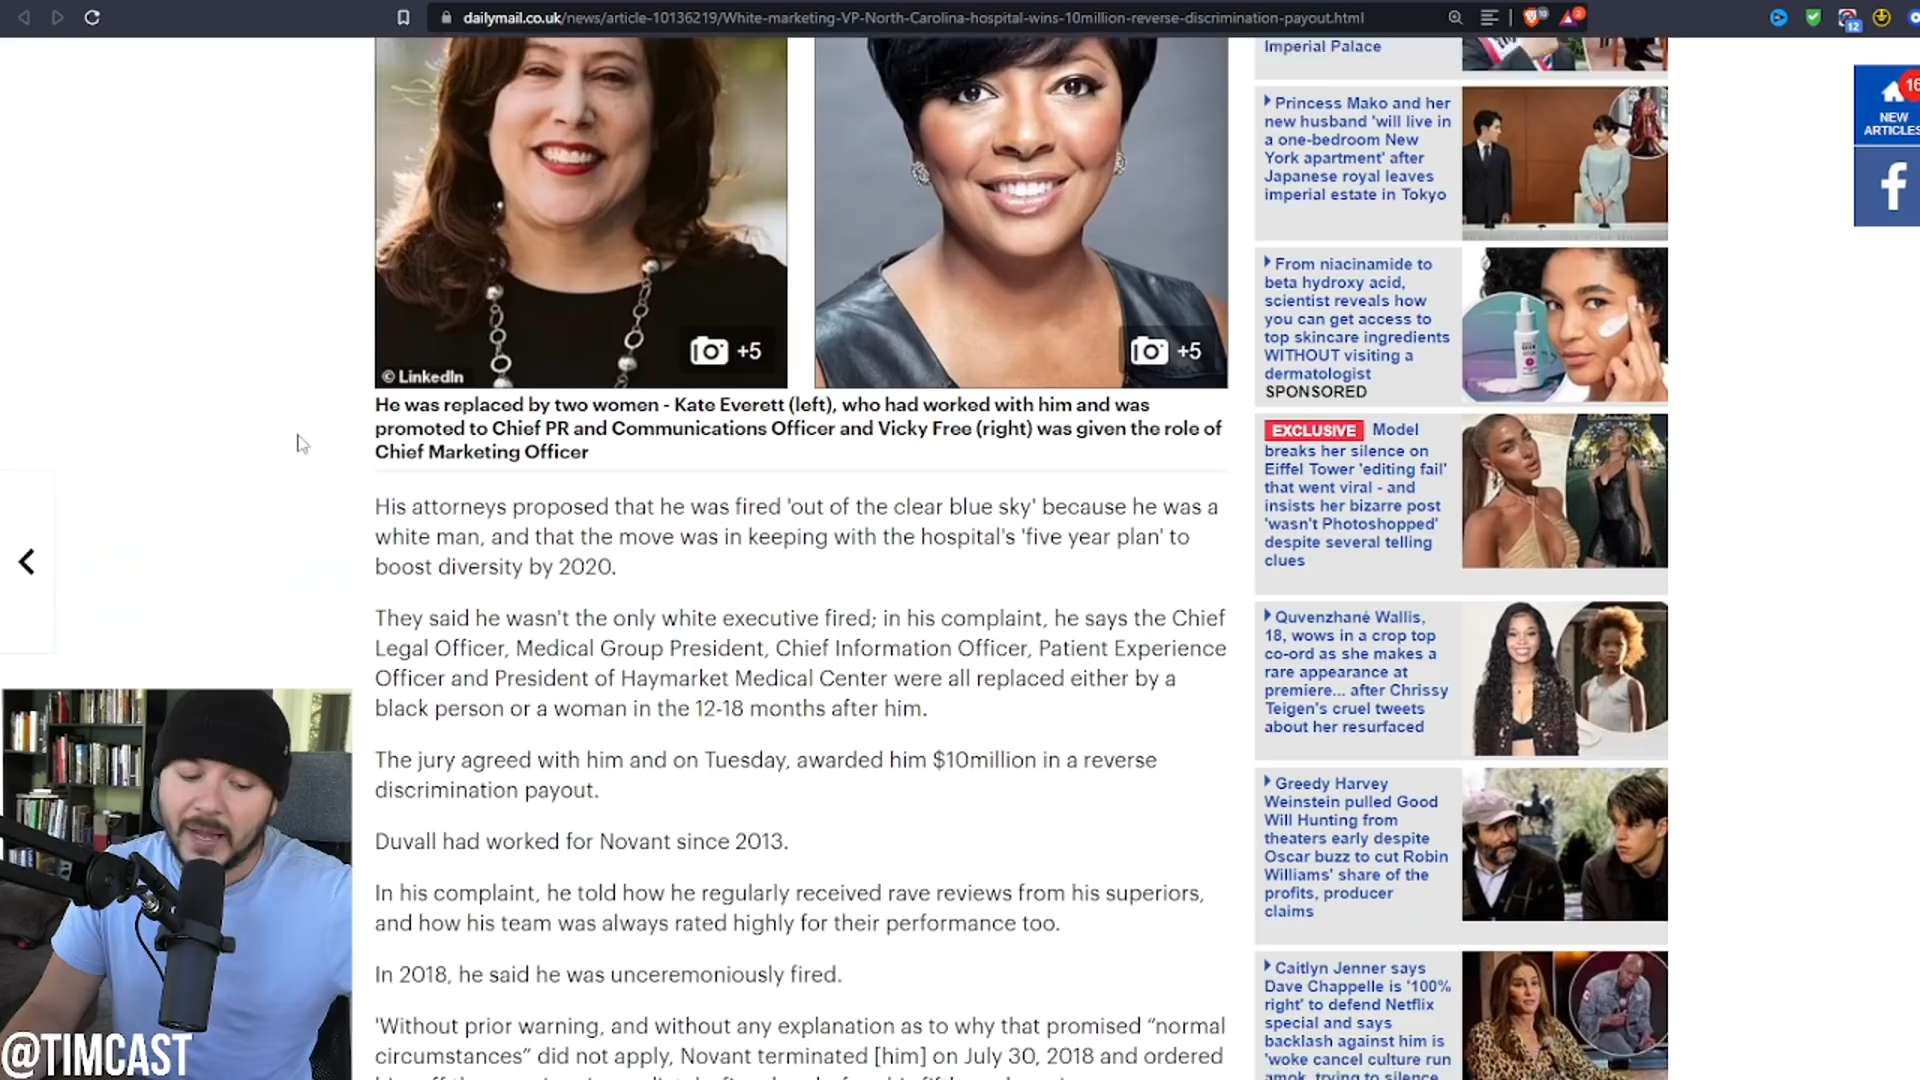 dailymail.co.uk/news/article-10136219/White-marketing-VP-North-Carolina-hospital-wins-10million-reverse-discrimination-payout.html
© LinkedIn
+5
+5
He was replaced by two women - Kate Everett (left), who had worked with him and was
promoted to Chief PR and Communications Officer and Vicky Free (right) was given the role of
Chief Marketing Officer
His attorneys proposed that he was fired 'out of the clear blue sky' because he was a
white man, and that the move was in keeping with the hospital's 'five year plan' to
boost diversity by 2020.
They said he wasn't the only white executive fired; in his complaint, he says the Chief
Legal Officer, Medical Group President, Chief Information Officer, Patient Experience
Officer and President of Haymarket Medical Center were all replaced either by a
black person or a woman in the 12-18 months after him.
The jury agreed with him and on Tuesday, awarded him $10million in a reverse
discrimination payout.
Duvall had worked for Novant since 2013.
In his complaint, he told how he regularly received rave reviews from his superiors,
and how his team was always rated highly for their performance too.
In 2018, he said he was unceremoniously fired.
'Without prior warning, and without any explanation as to why that promised “normal
circumstances” did not apply, Novant terminated [him] on July 30, 2018 and ordered
Imperial Palace
Princess Mako and her
new husband 'will live in
a one-bedroom New
York apartment' after
Japanese royal leaves
imperial estate in Tokyo
From niacinamide to
beta hydroxy acid,
scientist reveals how
you can get access to
top skincare ingredients
WITHOUT visiting a
dermatologist
SPONSORED
EXCLUSIVE Model
breaks her silence on
Eiffel Tower 'editing fail'
that went viral - and
insists her bizarre post
'wasn't Photoshopped'
despite several telling
clues
Quvenzhané Wallis,
18, wows in a crop top
co-ord as she makes a
rare appearance at
premiere... after Chrissy
Teigen's cruel tweets
about her resurfaced
Greedy Harvey
Weinstein pulled Good
Will Hunting from
theaters early despite
Oscar buzz to cut Robin
Williams' share of the
profits, producer
claims
Caitlyn Jenner says
Dave Chappelle is '100%
right' to defend Netflix
special and says
backlash against him is
'woke cancel culture run
amok, trying to silence
16
NEW
ARTICLES
12
@TIMCAST